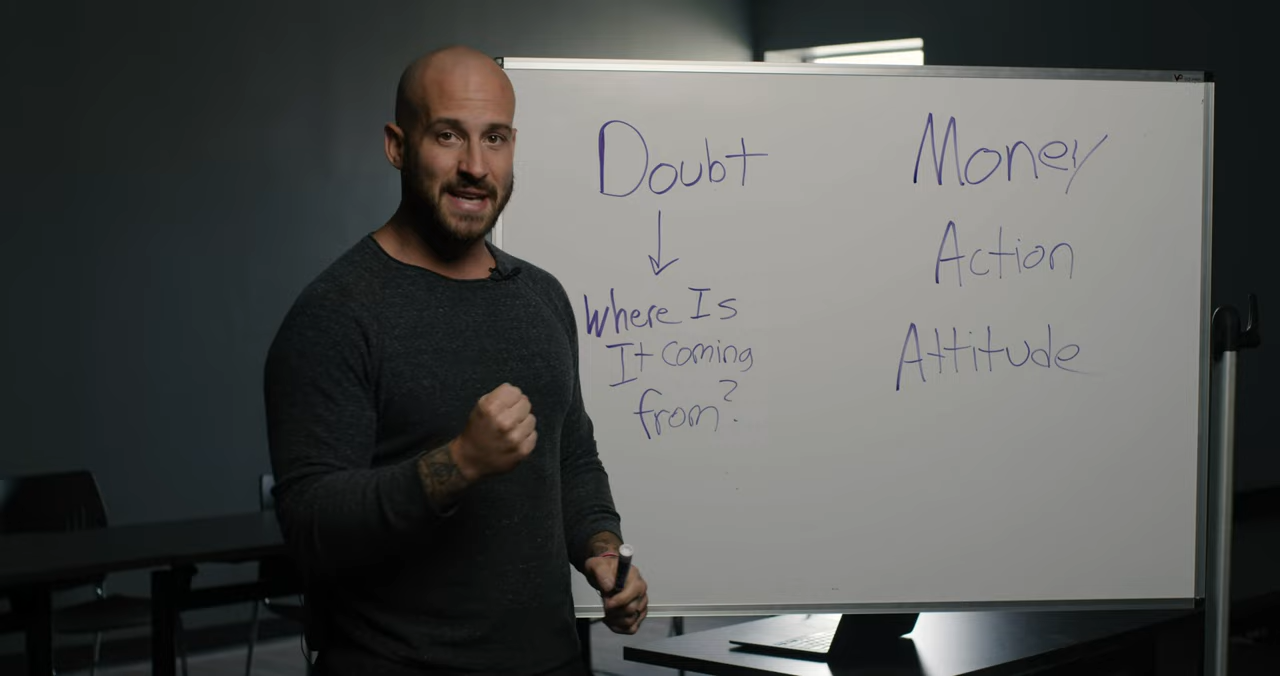 Doubt
↓
Where Is
It coming
from?
Money
Action
Attitude